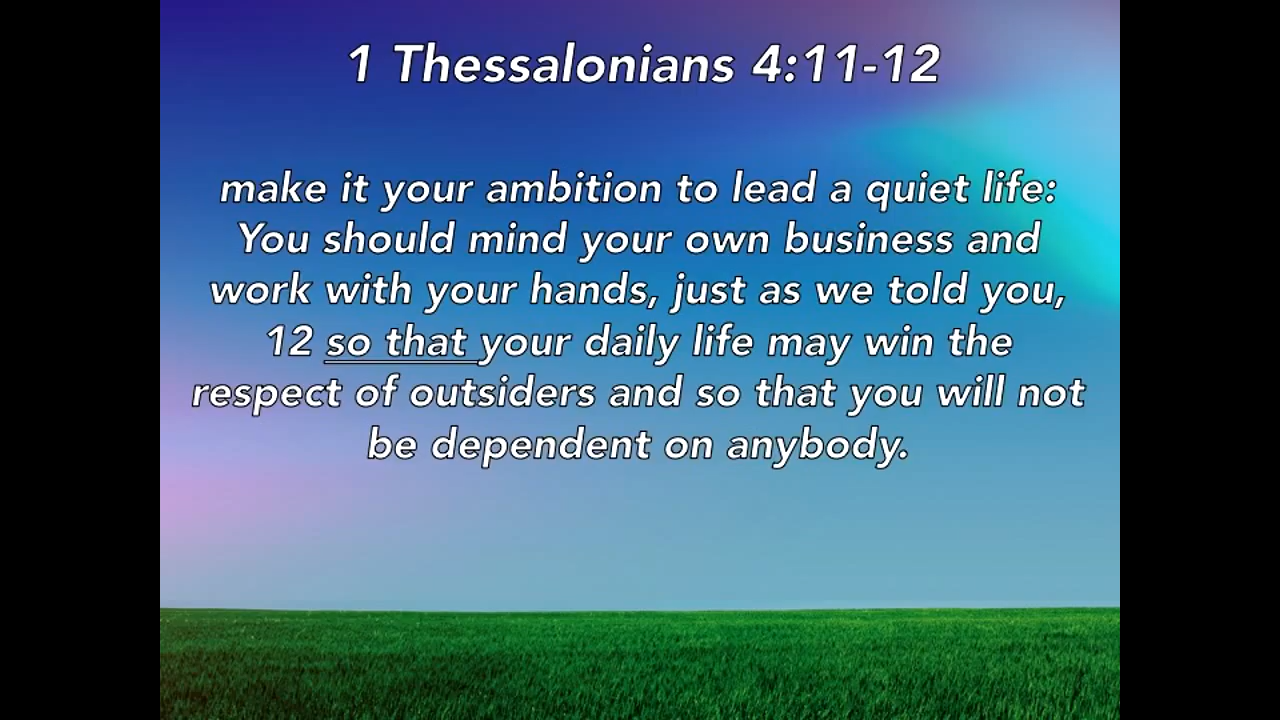 1 Thessalonians 4:11-12
make it your ambition to lead a quiet life:
You should mind your own business and
work with your hands, just as we told you,
12 so that your daily life may win the
respect of outsiders and so that you will not
be dependent on anybody.